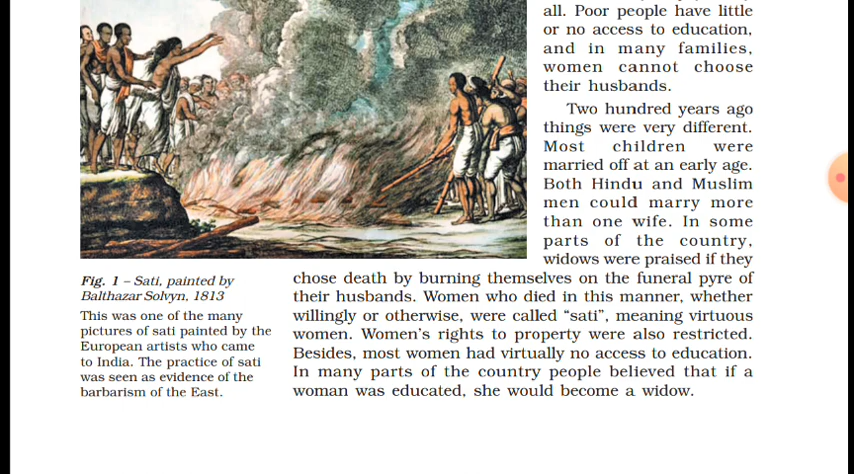 all. Poor people have little
or no access to education,
and in many families,
women cannot choose
their husbands.
Two hundred years ago
things were very different.
Most children were
married off at an early age.
Both Hindu and Muslim
men could marry more
than one wife. In some
parts of the country,
widows were praised if they
chose death by burning themselves on the funeral pyre of
their husbands. Women who died in this manner, whether
willingly or otherwise, were called “sati”, meaning virtuous
women. Women’s rights to property were also restricted.
Besides, most women had virtually no access to education.
In many parts of the country people believed that if a
woman was educated, she would become a widow.
Fig. 1 – Sati, painted by
Balthazar Solvyn, 1813
This was one of the many
pictures of sati painted by the
European artists who came
to India. The practice of sati
was seen as evidence of the
barbarism of the East.